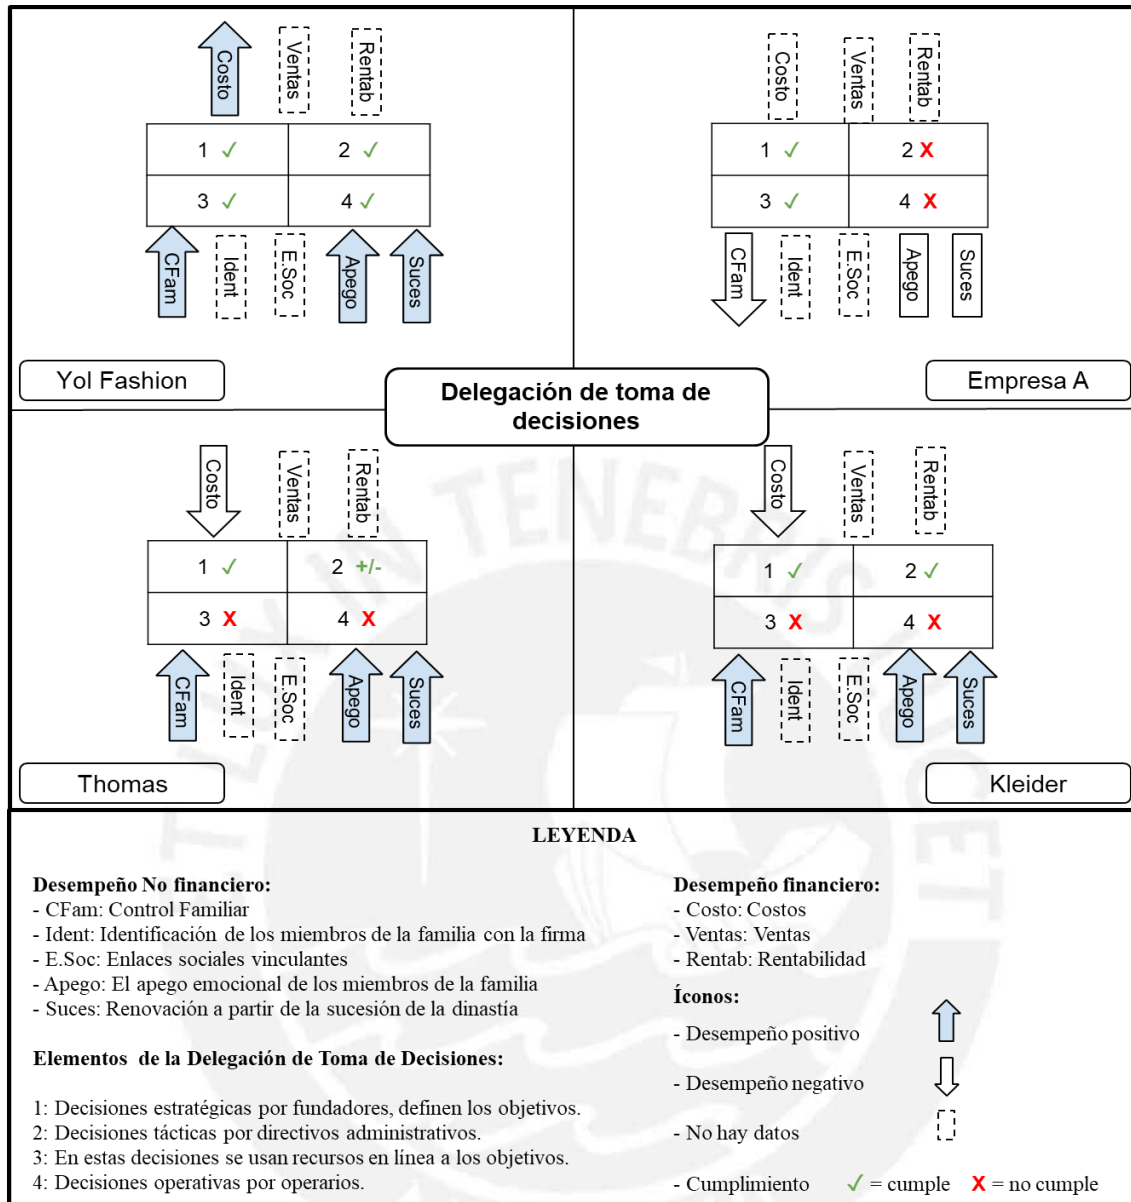 Costo Ventas Rentab
1 ✓ 2 ✓
3 ✓ 4 ✓
CFam Ident E.Soc Apego Suces
Yol Fashion
Costo Ventas Rentab
1 ✓ 2 X
3 ✓ 4 X
CFam Ident E.Soc Apego Suces
Empresa A
Delegación de toma de
decisiones
Costo Ventas Rentab
1 ✓ 2 +/-
3 X 4 X
CFam Ident E.Soc Apego Suces
Thomas
Costo Ventas Rentab
1 ✓ 2 ✓
3 X 4 X
CFam Ident E.Soc Apego Suces
Kleider
LEYENDA
Desempeño No financiero:
- CFam: Control Familiar
- Ident: Identificación de los miembros de la familia con la firma
- E.Soc: Enlaces sociales vinculantes
- Apego: El apego emocional de los miembros de la familia
- Suces: Renovación a partir de la sucesión de la dinastía
Elementos de la Delegación de Toma de Decisiones:
1: Decisiones estratégicas por fundadores, definen los objetivos.
2: Decisiones tácticas por directivos administrativos.
3: En estas decisiones se usan recursos en línea a los objetivos.
4: Decisiones operativas por operarios.
Desempeño financiero:
- Costo: Costos
- Ventas: Ventas
- Rentab: Rentabilidad
Íconos:
- Desempeño positivo
- Desempeño negativo
- No hay datos
- Cumplimiento ✓ = cumple X = no cumple